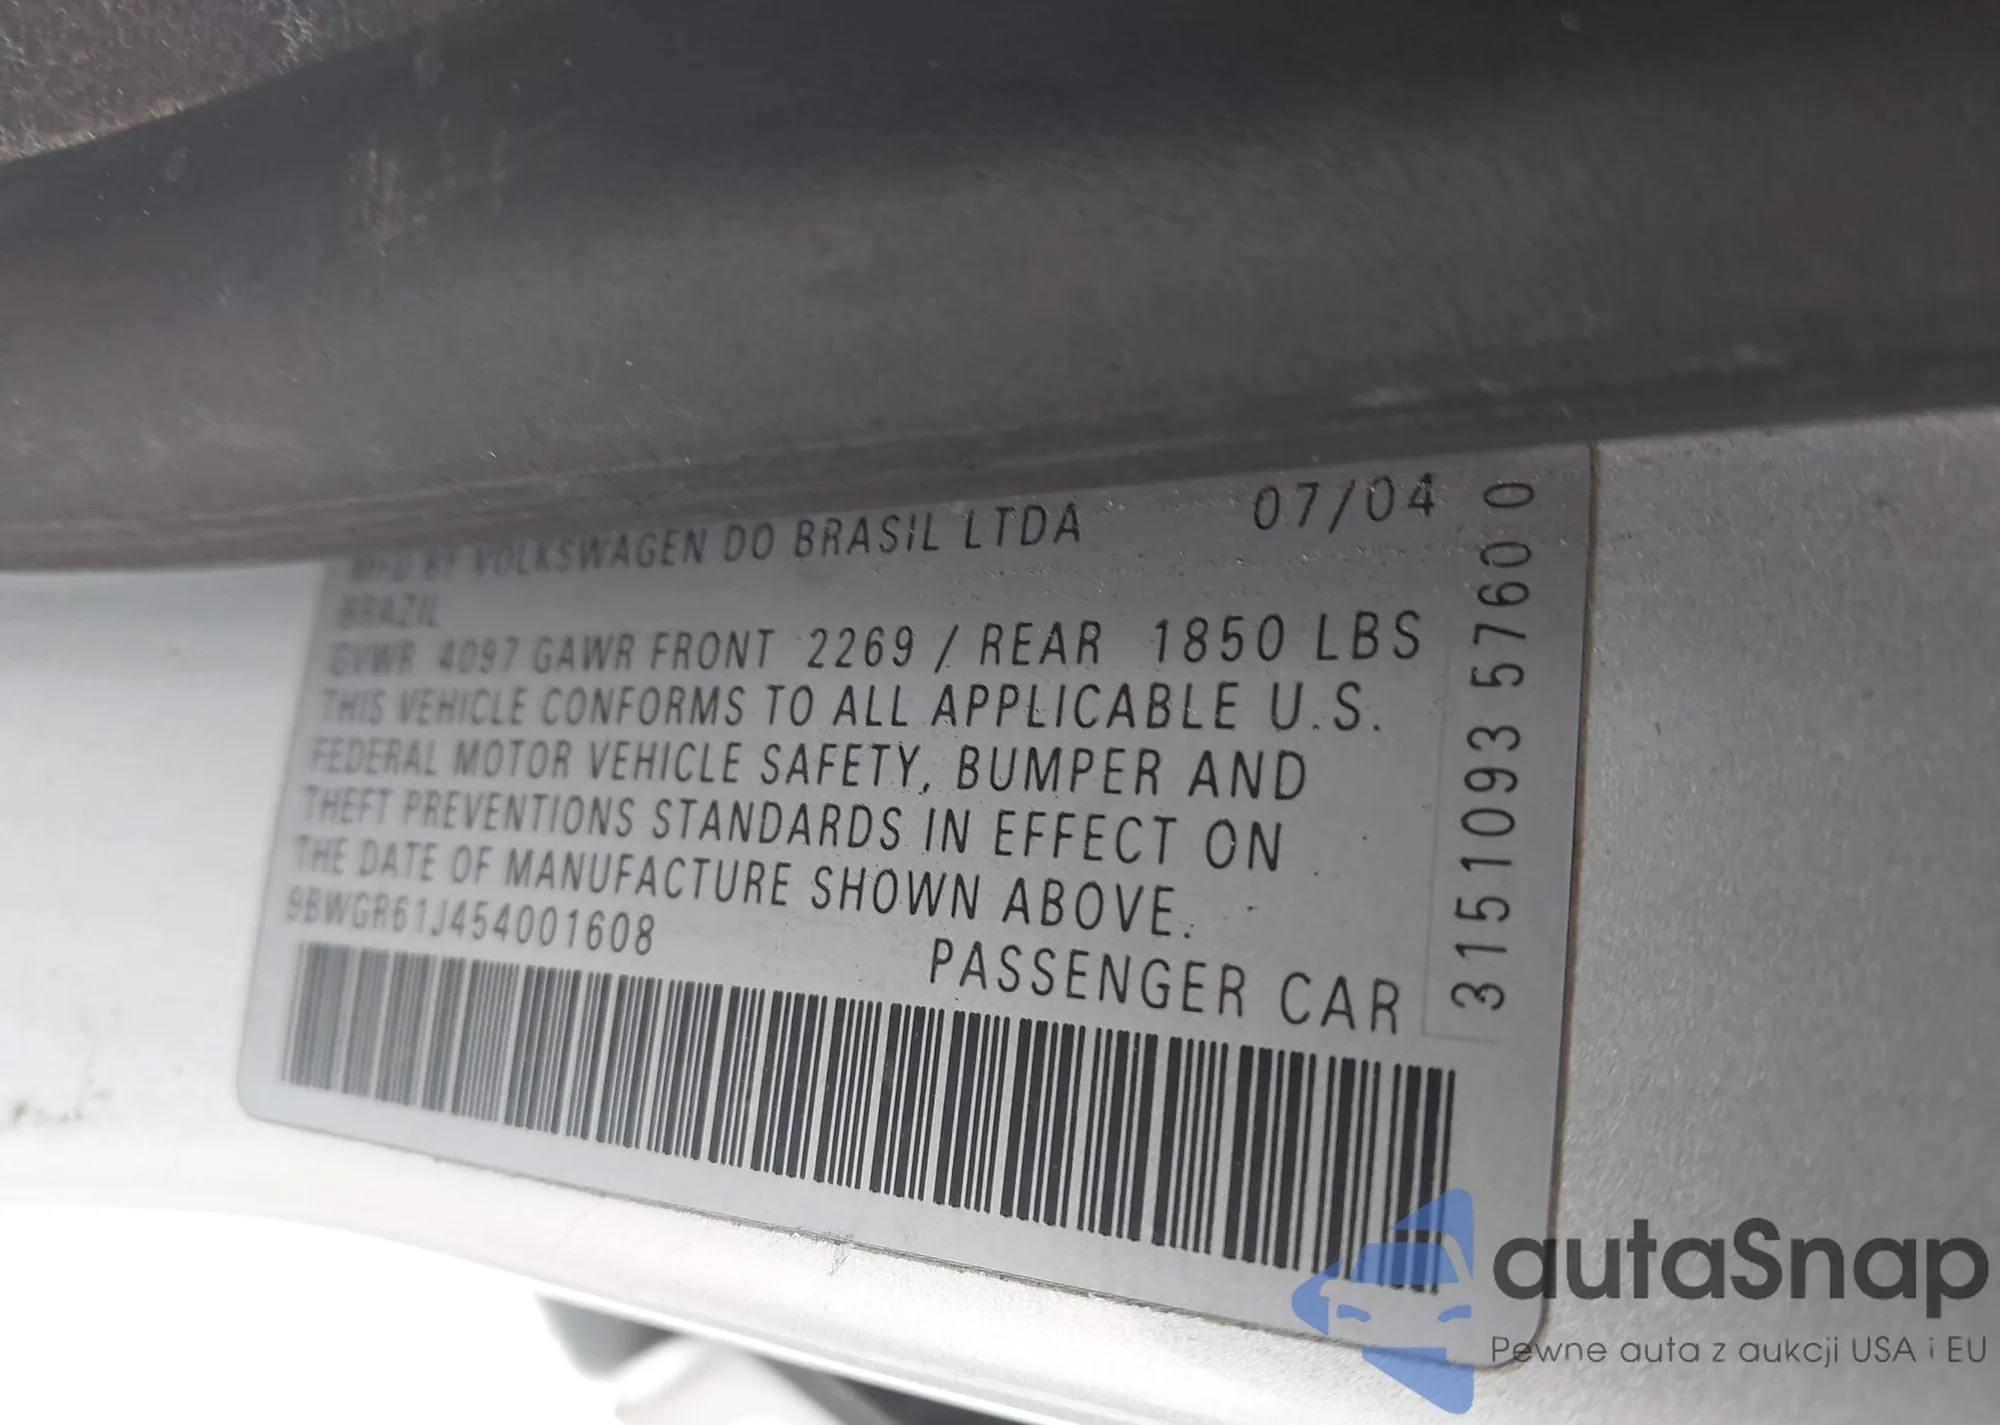 MFD BY VOLKSWAGEN DO BRASIL LTDA 07/04
BRAZIL
GVWR 4097 GAWR FRONT 2269 / REAR 1850 LBS
THIS VEHICLE CONFORMS TO ALL APPLICABLE U.S.
FEDERAL MOTOR VEHICLE SAFETY, BUMPER AND
THEFT PREVENTIONS STANDARDS IN EFFECT ON
THE DATE OF MANUFACTURE SHOWN ABOVE.
9BWGR61J454001608
PASSENGER CAR
3151093 57600
autaSnap
Pewne auta z aukcji USA i EU